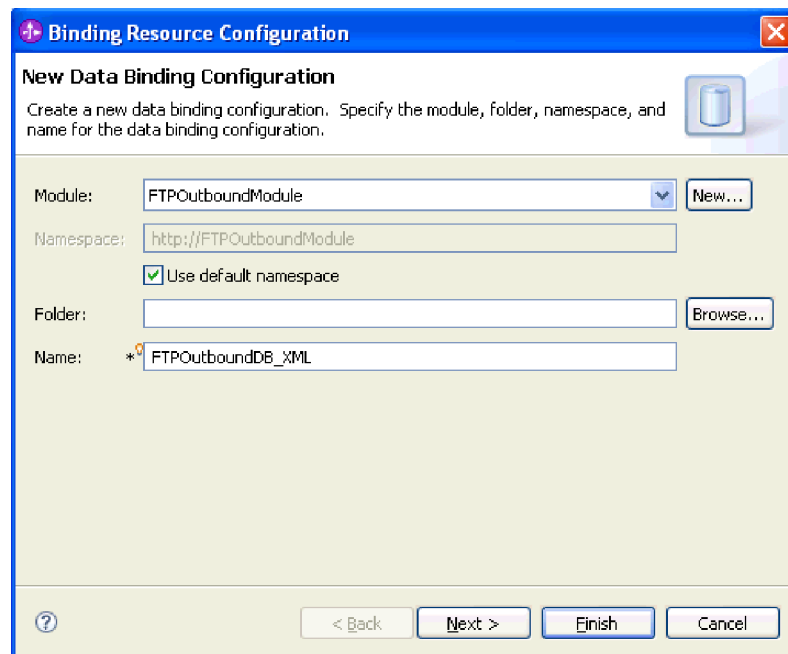 Binding Resource Configuration
New Data Binding Configuration
Create a new data binding configuration. Specify the module, folder, namespace, and
name for the data binding configuration.
Module: FTPOutboundModule New...
Namespace: http://FTPOutboundModule
Use default namespace
Folder: Browse...
Name: * FTPOutboundDB_XML
? < Back Next > Finish Cancel